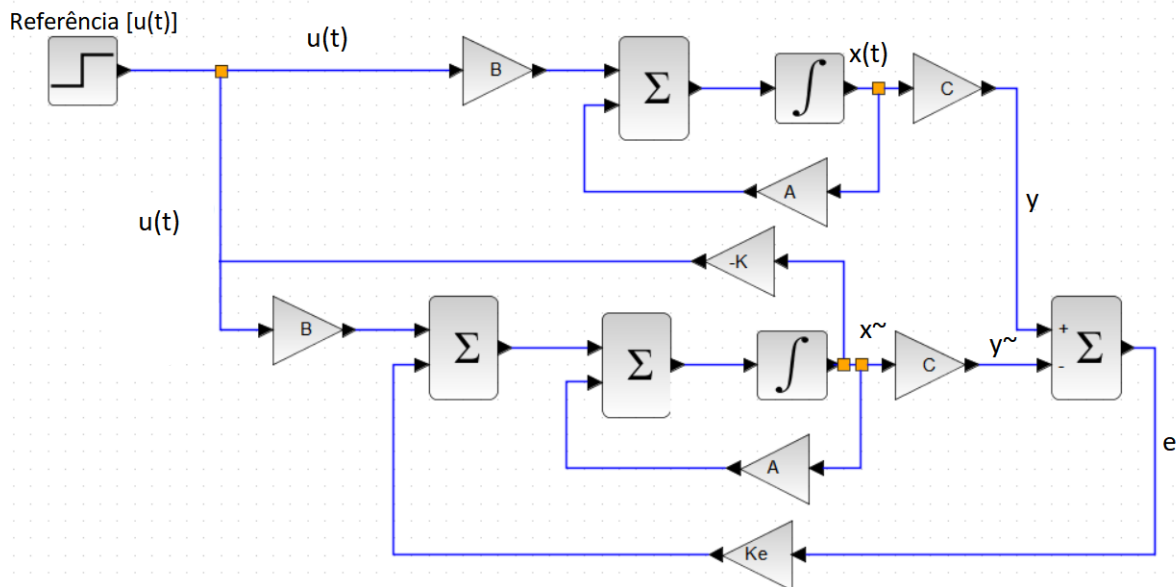 Referência [u(t)]
u(t)
B
Σ
∫
x(t)
C
A
y
u(t)
-K
B
Σ
Σ
∫
x~
C
y~
+
-
Σ
A
e
Ke